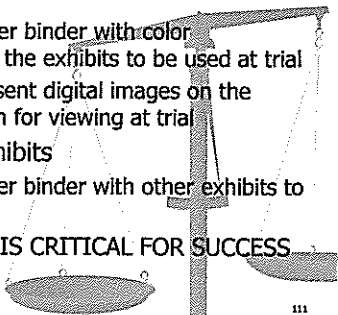 er binder with color
the exhibits to be used at trial
sent digital images on the
n for viewing at trial
hibits
er binder with other exhibits to
IS CRITICAL FOR SUCCESS
111